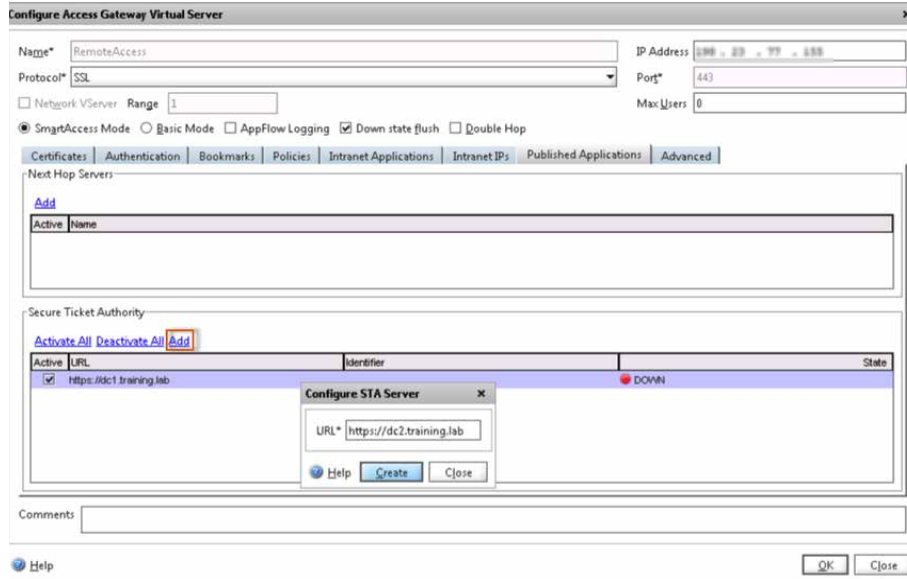 Configure Access Gateway Virtual Server x
Name* RemoteAccess IP Address
Protocol* SSL Port* 443
Network VServer Range 1 Max Users 0
SmartAccess Mode Basic Mode AppFlow Logging Down state flush Double Hop
Certificates Authentication Bookmarks Policies Intranet Applications Intranet IPs Published Applications Advanced
Next Hop Servers
Add
Active Name
Secure Ticket Authority
Activate All Deactivate All Add
Active URL Identifier State
https://dc1.training.lab DOWN
Configure STA Server x
URL* https://dc2.training.lab
Help Create Close
Comments
Help OK Close